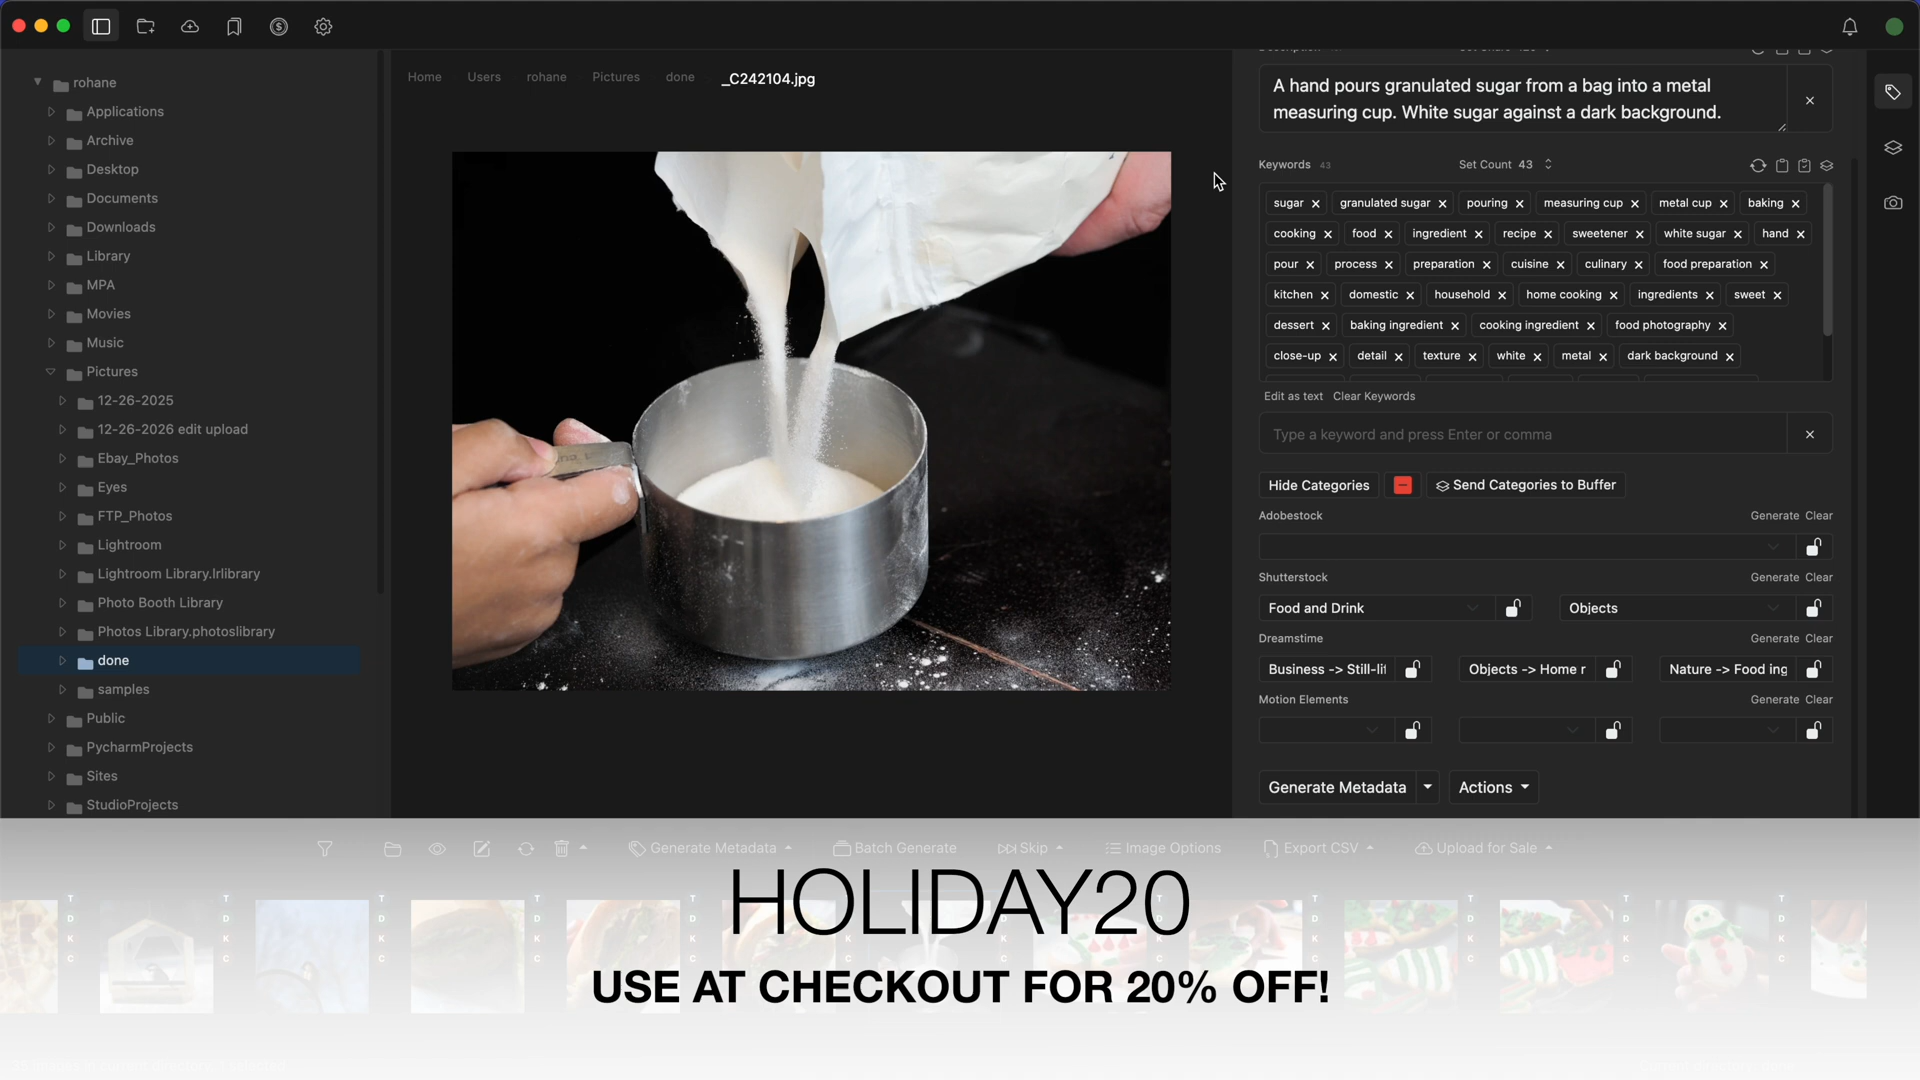 Home Users rohane Pictures done _C242104.jpg
rohane
Applications
Archive
Desktop
Documents
Downloads
Library
MPA
Movies
Music
Pictures
12-26-2025
12-26-2026 edit upload
Ebay_Photos
Eyes
FTP_Photos
Lightroom
Lightroom Library.lrlibrary
Photo Booth Library
Photos Library.photoslibrary
done
samples
Public
PycharmProjects
Sites
StudioProjects
A hand pours granulated sugar from a bag into a metal
measuring cup. White sugar against a dark background.
Keywords 43 Set Count 43
sugar granulated sugar pouring measuring cup metal cup baking
cooking food ingredient recipe sweetener white sugar hand
pour process preparation cuisine culinary food preparation
kitchen domestic household home cooking ingredients sweet
dessert baking ingredient cooking ingredient food photography
close-up detail texture white metal dark background
Edit as text Clear Keywords
Type a keyword and press Enter or comma
Hide Categories Send Categories to Buffer
Adobestock Generate Clear
Shutterstock Generate Clear
Food and Drink Objects
Dreamstime Generate Clear
Business -> Still-lif Objects -> Home r Nature -> Food ing
Motion Elements Generate Clear
Generate Metadata Actions
Generate Metadata Batch Generate Skip Image Options Export CSV Upload for Sale
HOLIDAY20
USE AT CHECKOUT FOR 20% OFF!